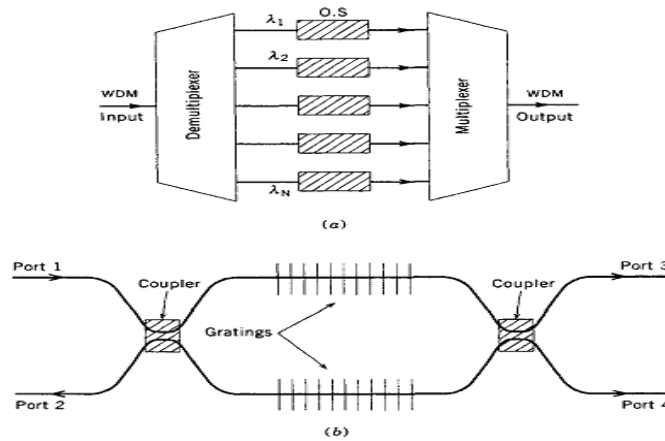 λ1
O.S
λ2
WDM
Input
Demultiplexer
Multiplexer
WDM
Output
λN
(a)
Port 1
Coupler
Gratings
Coupler
Port 3
Port 2
Port 4
(b)